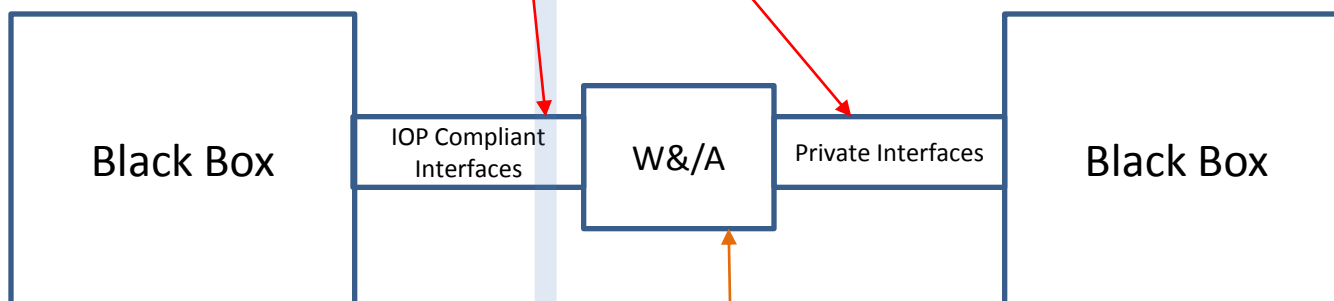 Black Box
IOP Compliant
Interfaces
W&/A
Private Interfaces
Black Box